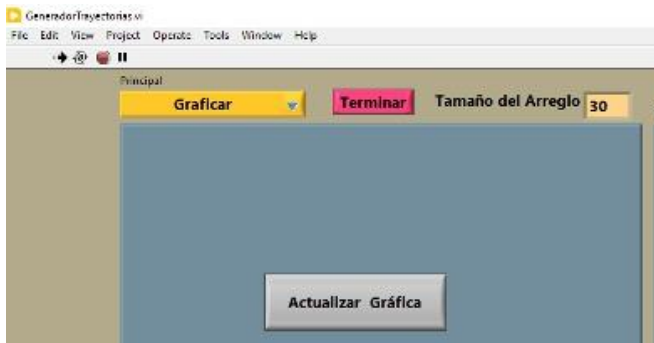 GeneradorTrayectorias.vi
File Edit View Project Operate Tools Window Help
Principal
Graficar Terminar Tamaño del Arreglo 30
Actualizar Gráfica